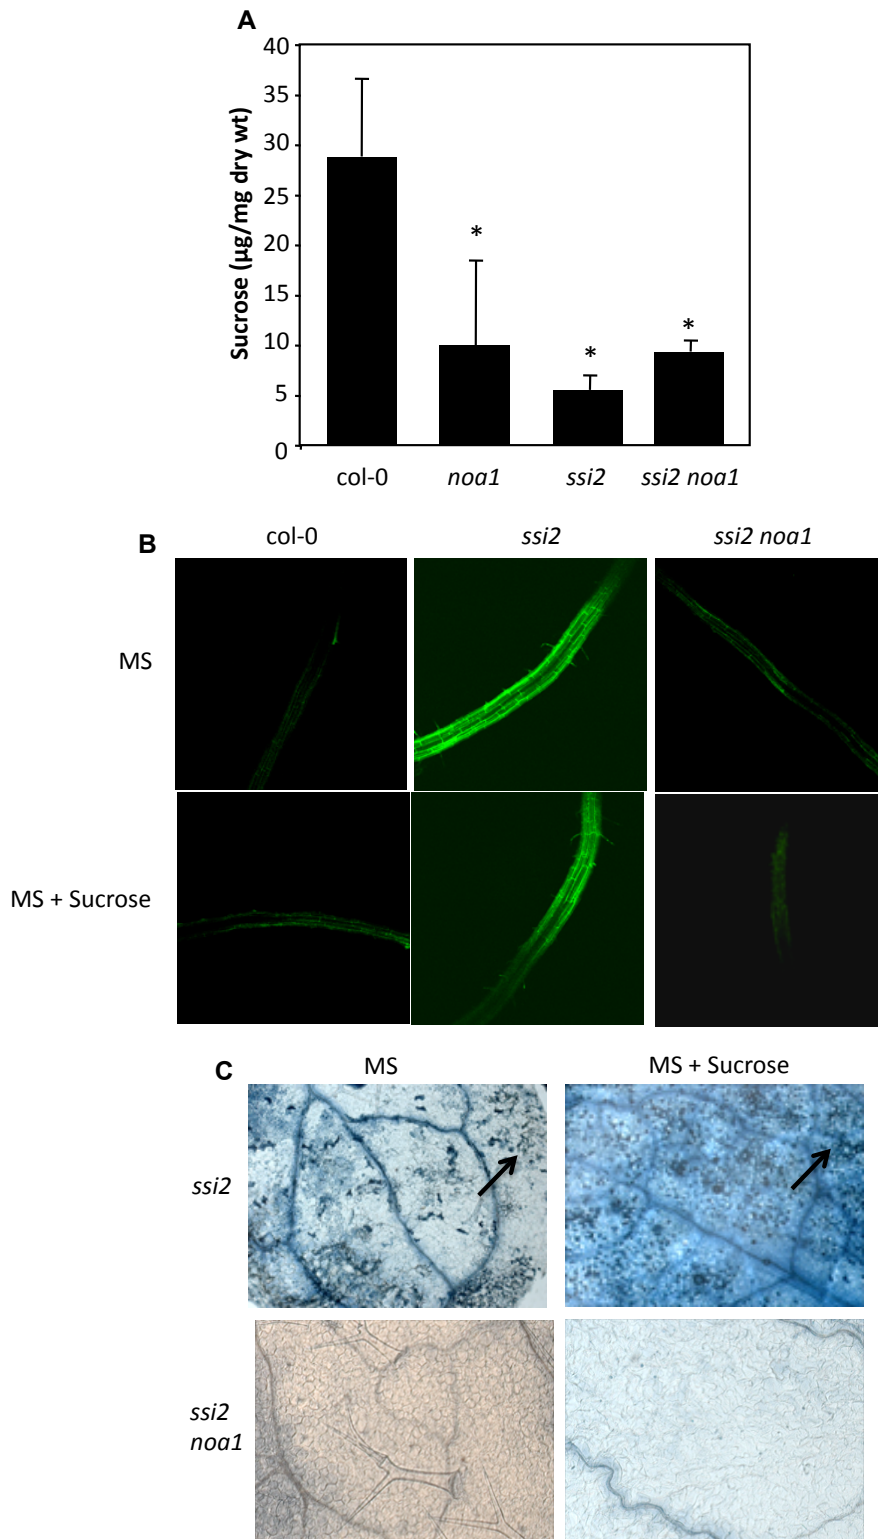 A
40
35
30
25
20
15
10
5
0
Sucrose (µg/mg dry wt)
*
*
*
col-0 noa1 ssi2 ssi2 noa1
B
col-0 ssi2 ssi2 noa1
MS
MS + Sucrose
C
MS MS + Sucrose
ssi2
ssi2
noa1